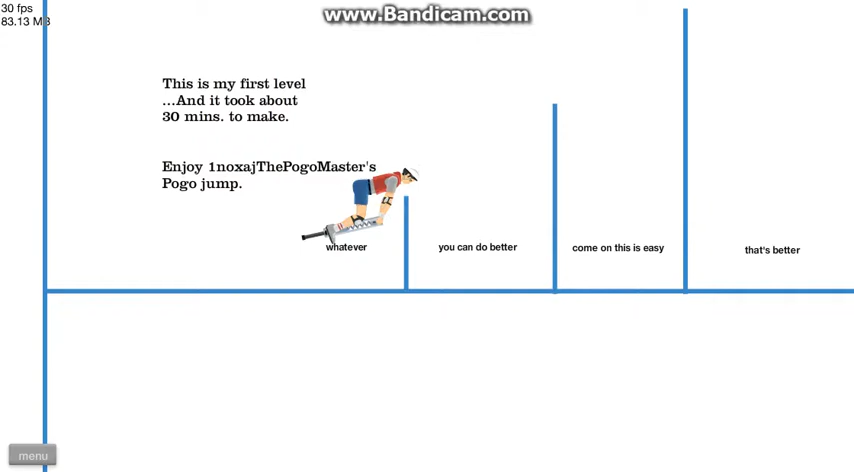 30 fps
83.13 MB
www.Bandicam.com
This is my first level
...And it took about
30 mins. to make.
Enjoy 1noxajThePogoMaster's
Pogo jump.
whatever
you can do better
come on this is easy
that's better
menu